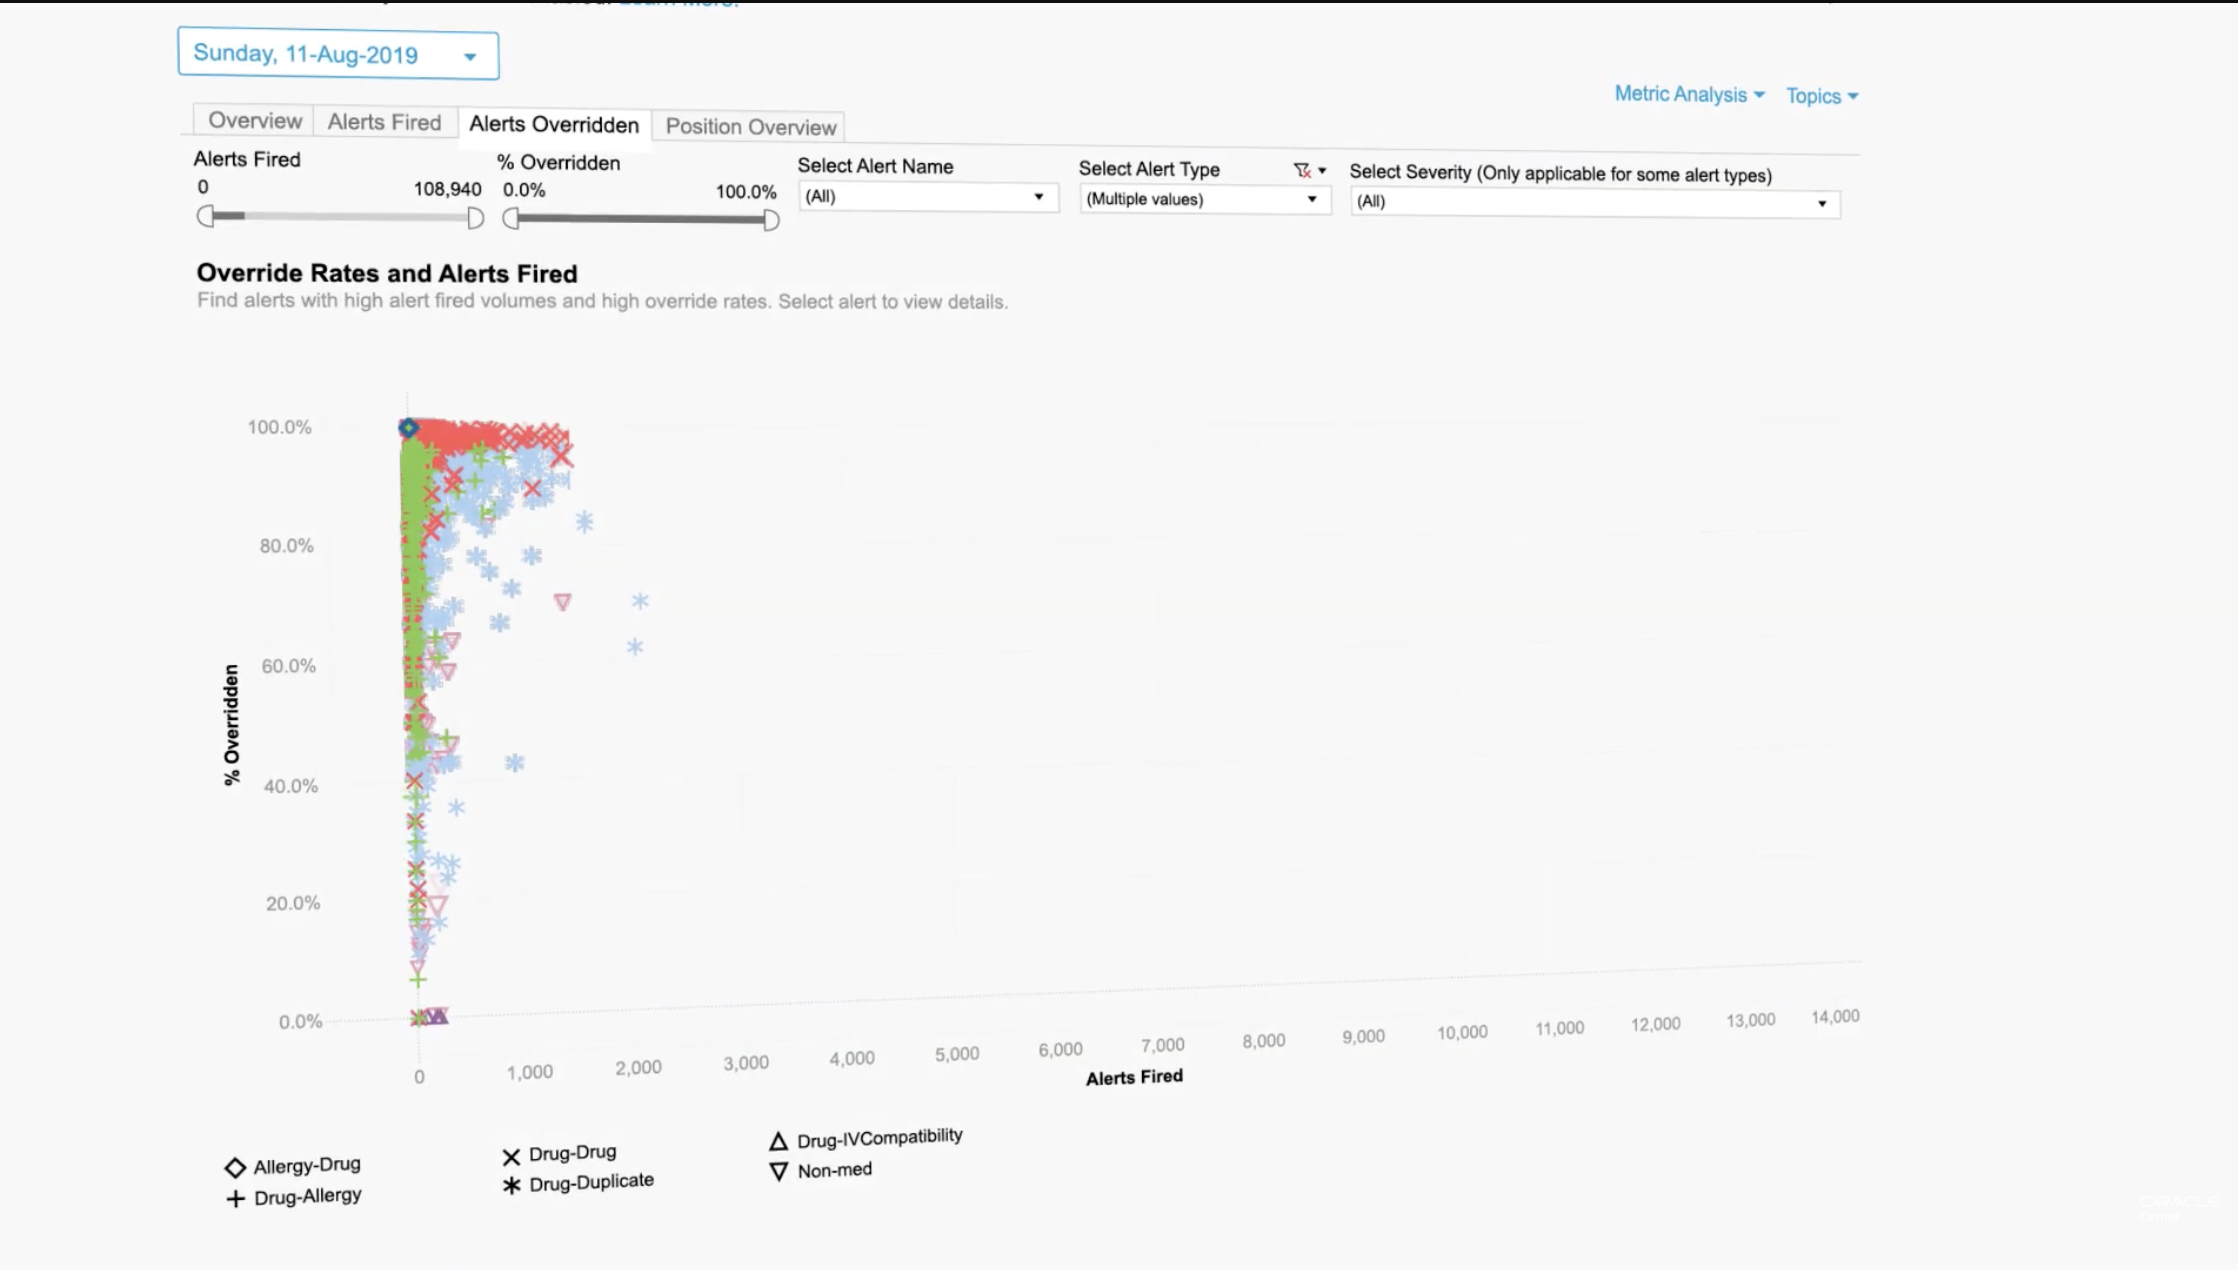 Learn More.
Sunday, 11-Aug-2019
Metric Analysis Topics
Overview Alerts Fired Alerts Overridden Position Overview
Alerts Fired % Overridden Select Alert Name Select Alert Type Select Severity (Only applicable for some alert types)
0 108,940 0.0% 100.0% (All) (Multiple values) (All)
Override Rates and Alerts Fired
Find alerts with high alert fired volumes and high override rates. Select alert to view details.
100.0%
80.0%
60.0%
40.0%
20.0%
0.0%
% Overridden
0 1,000 2,000 3,000 4,000 5,000 6,000 7,000 8,000 9,000 10,000 11,000 12,000 13,000 14,000
Alerts Fired
Allergy-Drug Drug-Drug Drug-IVCompatibility
Drug-Allergy Drug-Duplicate Non-med
ORACLE
Cerner